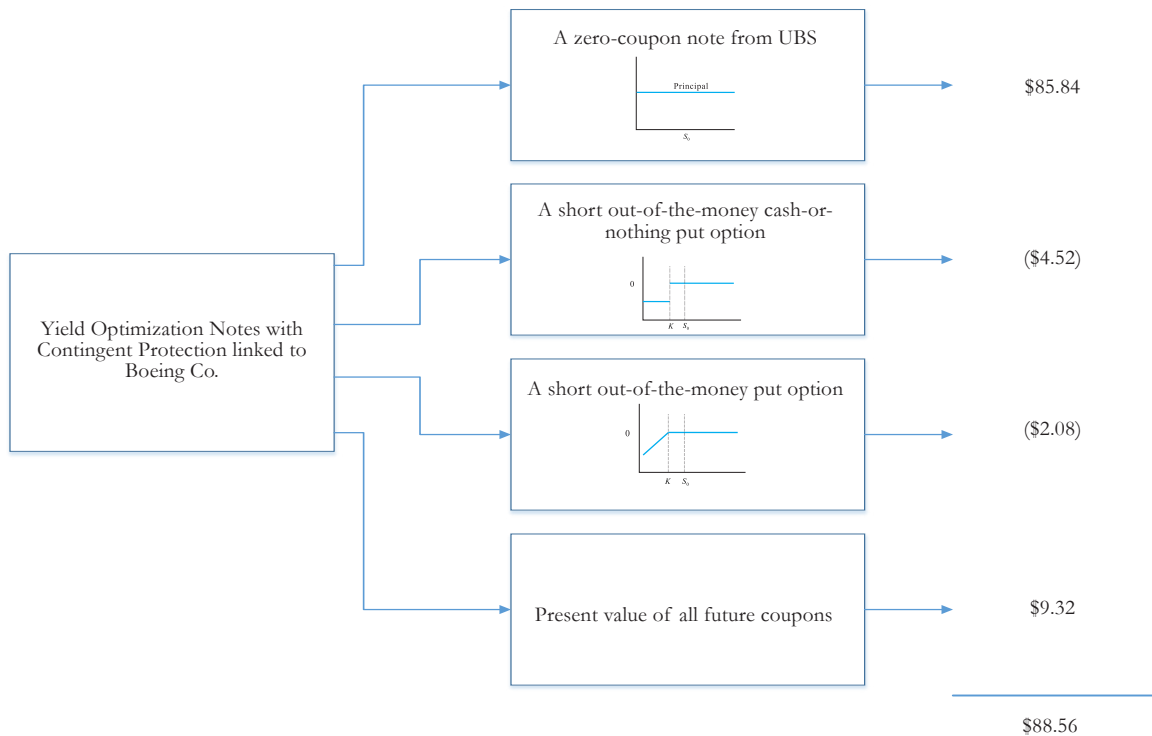 A zero-coupon note from UBS
Principal
S0
$85.84
A short out-of-the-money cash-or-
nothing put option
0
K S0
($4.52)
Yield Optimization Notes with
Contingent Protection linked to
Boeing Co.
A short out-of-the-money put option
0
K S0
($2.08)
Present value of all future coupons
$9.32
$88.56